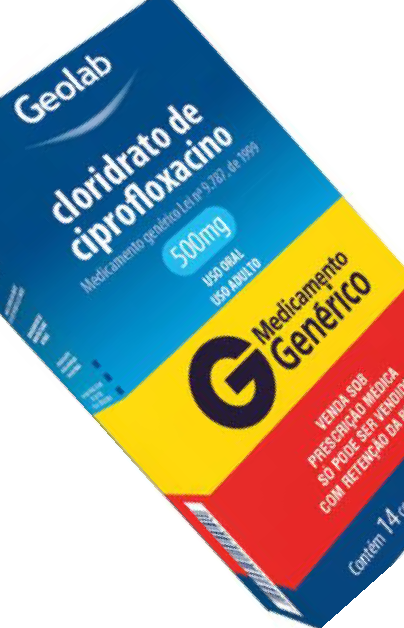 Geolab
cloridrato de
ciprofloxacino
Medicamento genérico Lei nº 9.787, de 1999
500mg
USO ORAL
USO ADULTO
G Medicamento
Genérico
VENDA SOB
PRESCRIÇÃO MÉDICA
SÓ PODE SER VENDIDO
COM RETENÇÃO DA
Contém 14